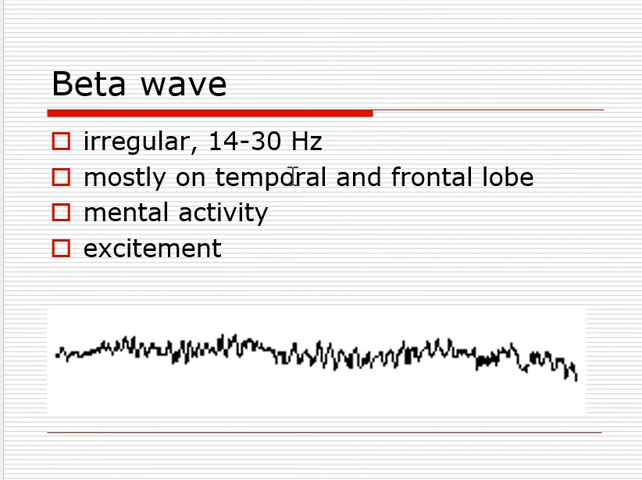 Beta wave
irregular, 14-30 Hz
mostly on temporal and frontal lobe
mental activity
excitement